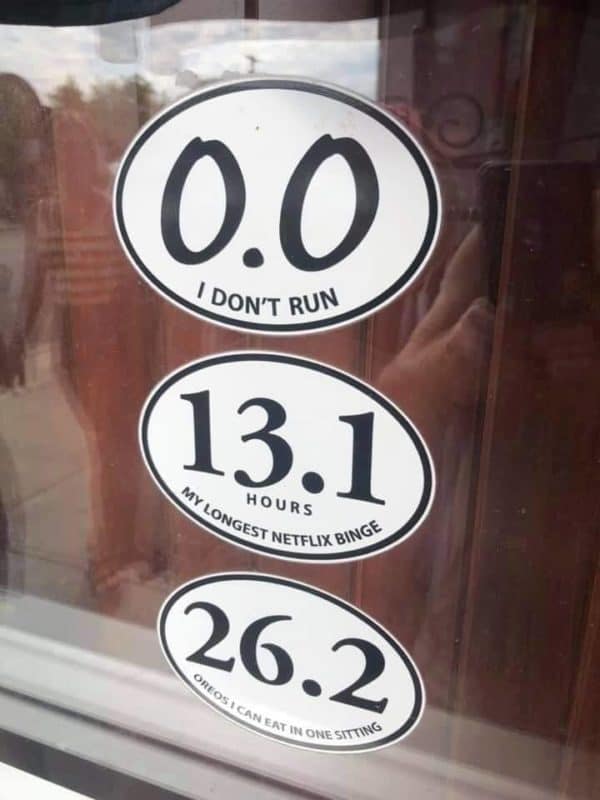 0.0
I DON'T RUN
13.1
HOURS
MY LONGEST NETFLIX BINGE
26.2
OREOS I CAN EAT IN ONE SITTING